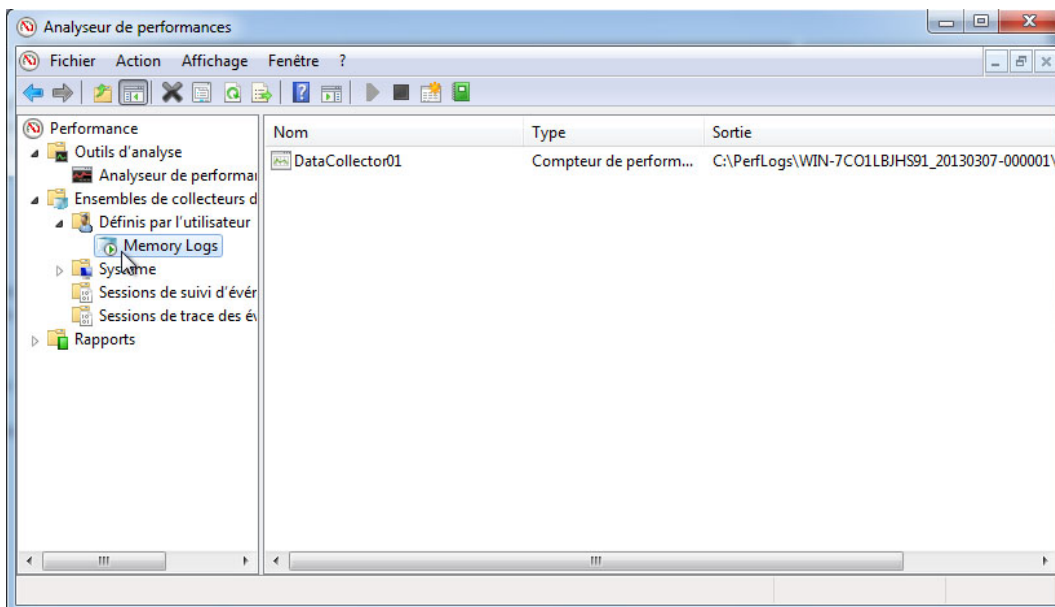 Analyseur de performances
Fichier Action Affichage Fenêtre ?
Performance
Outils d'analyse
Analyseur de performa
Ensembles de collecteurs d
Définis par l'utilisateur
Memory Logs
Système
Sessions de suivi d'évér
Sessions de trace des é
Rapports
Nom Type Sortie
DataCollector01 Compteur de perform... C:\PerfLogs\WIN-7CO1LBJHS91_20130307-000001\